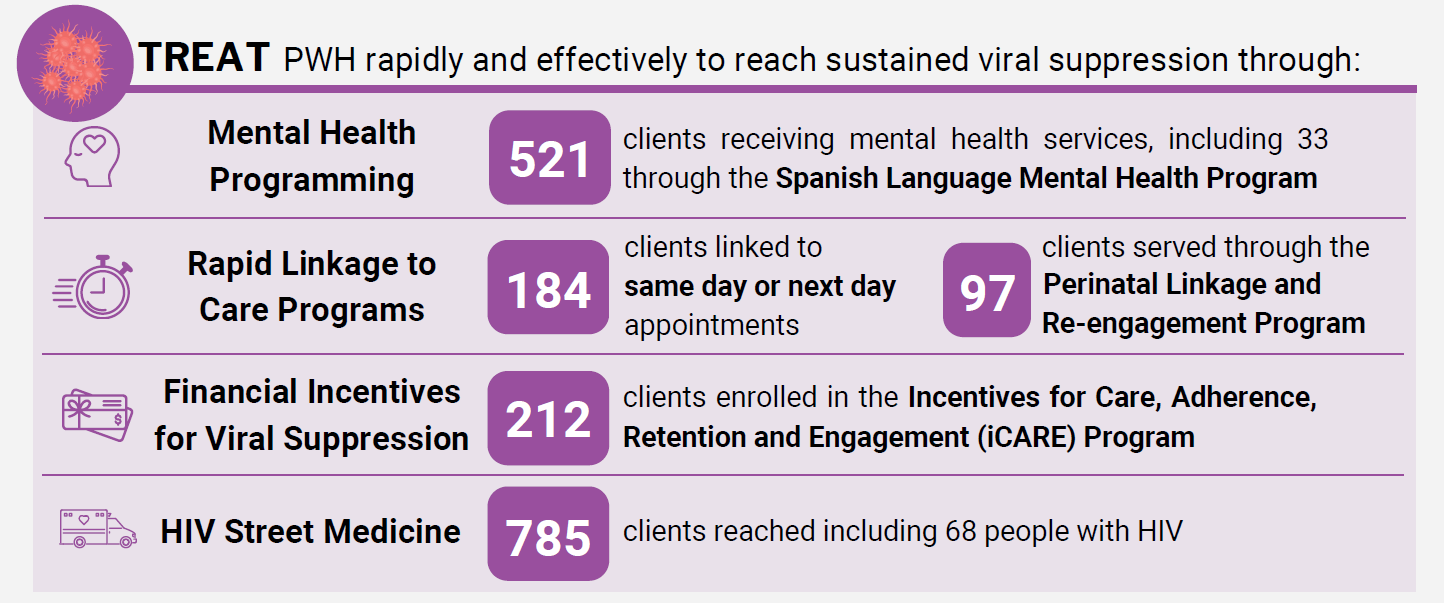 TREAT PWH rapidly and effectively to reach sustained viral suppression through:
Mental Health
Programming
521
clients receiving mental health services, including 33
through the Spanish Language Mental Health Program
Rapid Linkage to
Care Programs
184
clients linked to
same day or next day
appointments
97
clients served through the
Perinatal Linkage and
Re-engagement Program
Financial Incentives
for Viral Suppression
$
212
clients enrolled in the Incentives for Care, Adherence,
Retention and Engagement (iCARE) Program
HIV Street Medicine
785
clients reached including 68 people with HIV